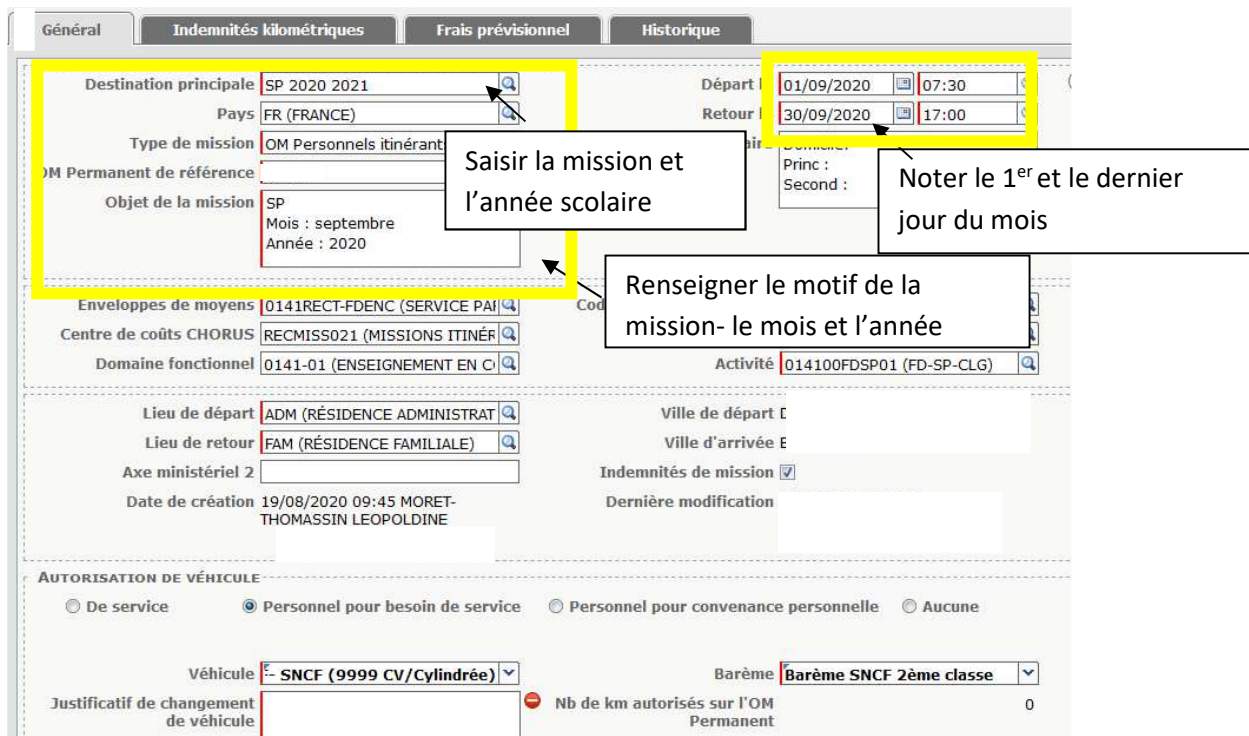 Général Indemnités kilométriques Frais prévisionnel Historique
Destination principale SP 2020 2021 Départ 01/09/2020 07:30
Pays FR (FRANCE) Retour 30/09/2020 17:00
Type de mission OM Personnels itinérant
OM Permanent de référence Princ :
Second :
Objet de la mission SP
Mois : septembre
Année : 2020
Saisir la mission et
l’année scolaire
Noter le 1er et le dernier
jour du mois
Renseigner le motif de la
mission- le mois et l’année
Enveloppes de moyens 0141RECT-FDENC (SERVICE PAR
Centre de coûts CHORUS RECMISS021 (MISSIONS ITINÉR
Domaine fonctionnel 0141-01 (ENSEIGNEMENT EN Activité 014100FDSP01 (FD-SP-CLG)
Lieu de départ ADM (RÉSIDENCE ADMINISTRAT Ville de départ
Lieu de retour FAM (RÉSIDENCE FAMILIALE) Ville d'arrivée
Axe ministériel 2 Indemnités de mission
Date de création 19/08/2020 09:45 MORET- Dernière modification
THOMASSIN LEOPOLDINE
AUTORISATION DE VÉHICULE
De service Personnel pour besoin de service Personnel pour convenance personnelle Aucune
Véhicule - SNCF (9999 CV/Cylindrée) Barème Barème SNCF 2ème classe
Justificatif de changement Nb de km autorisés sur l'OM 0
de véhicule Permanent